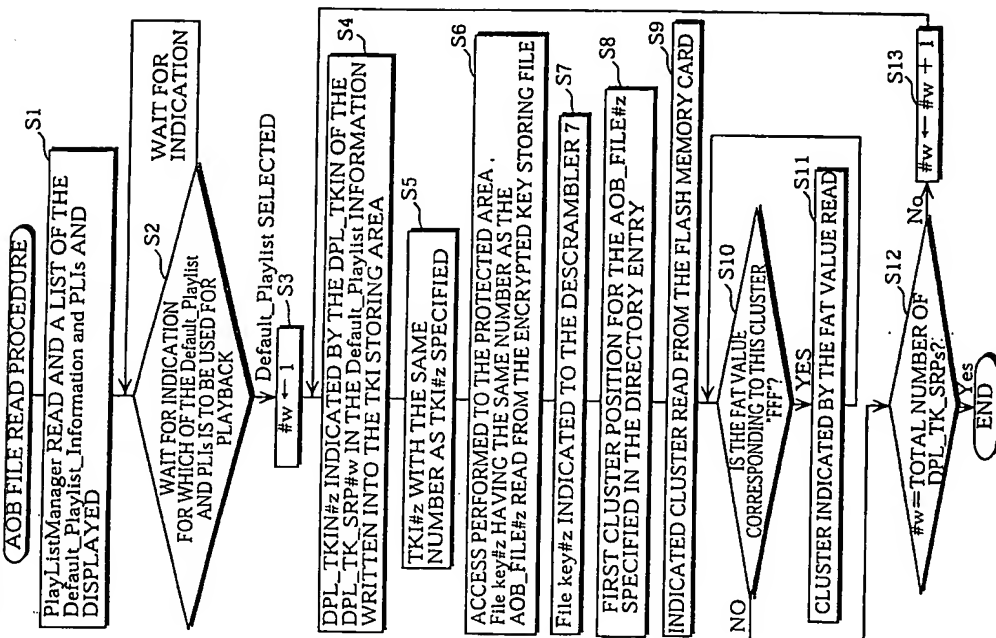 AOB FILE READ PROCEDURE
S1
PlayListManager READ AND A LIST OF THE
Default_Playlist_Information and PLIs AND
DISPLAYED
S2
WAIT FOR
INDICATION
WAIT FOR INDICATION
FOR WHICH OF THE Default_Playlist
AND PLIs IS TO BE USED FOR
PLAYBACK
Default_Playlist SELECTED
S3
#w ← 1
S4
DPL_TKIN#z INDICATED BY THE DPL_TKIN OF THE
DPL_TK_SRP#w IN THE Default_Playlist INFORMATION
WRITTEN INTO THE TKI STORING AREA
S5
TKI#z WITH THE SAME
NUMBER AS TKI#z SPECIFIED
S6
ACCESS PERFORMED TO THE PROTECTED AREA.
File key#z HAVING THE SAME NUMBER AS THE
AOB_FILE#z READ FROM THE ENCRYPTED KEY STORING FILE
S7
File key#z INDICATED TO THE DESCRAMBLER 7
S8
FIRST CLUSTER POSITION FOR THE AOB_FILE#z
SPECIFIED IN THE DIRECTORY ENTRY
S9
INDICATED CLUSTER READ FROM THE FLASH MEMORY CARD
S10
IS THE FAT VALUE
CORRESPONDING TO THIS CLUSTER
"FFF"?
NO
YES
S11
CLUSTER INDICATED BY THE FAT VALUE READ
S12
#w==TOTAL NUMBER OF
DPL_TK_SRPs?
No
S13
#w ← #w + 1
Yes
END